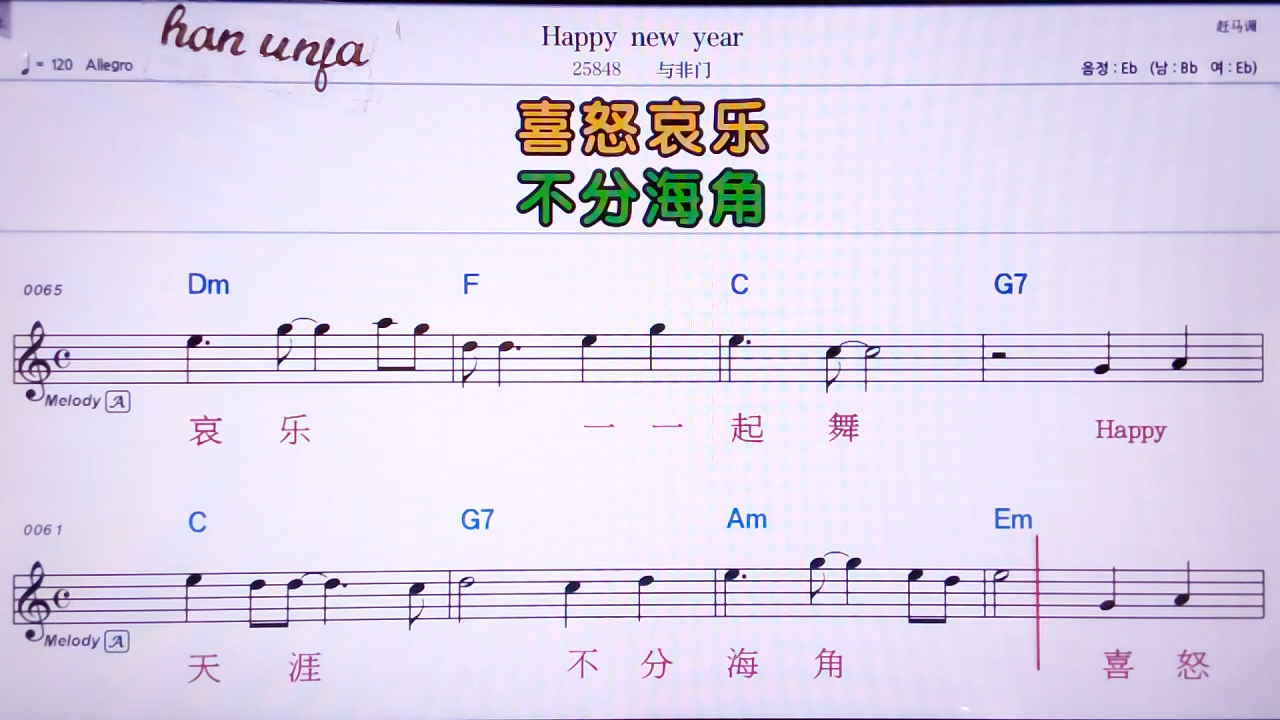 han unfa
Happy new year
赶马调
♩= 120 Allegro
25848 与非门
음정 : Eb (남 : Bb 여 : Eb)
喜怒哀乐
不分海角
0065
Dm F C G7
Melody A
哀 乐 一 一 起 舞 Happy
0061
C G7 Am Em
Melody A
天 涯 不 分 海 角 喜 怒